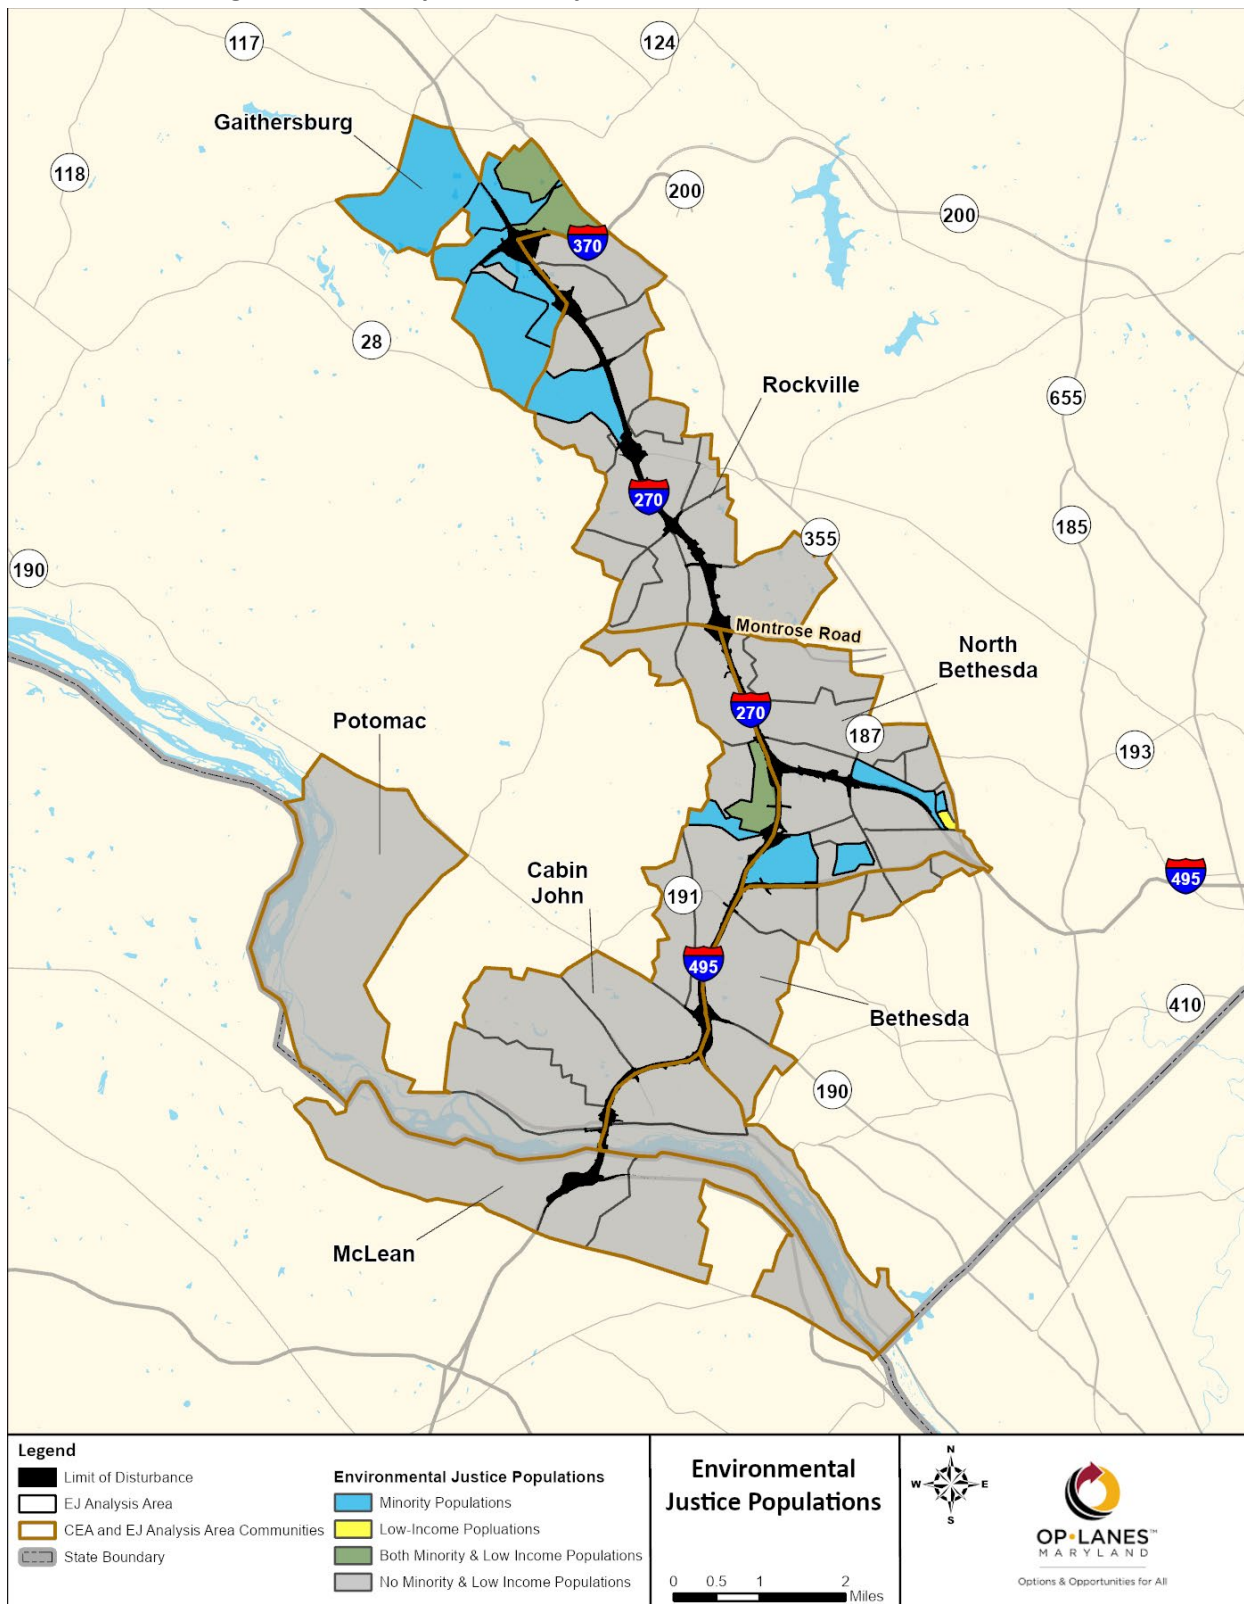 117
124
Gaithersburg
118
200
200
370
28
Rockville
655
270
185
355
190
Montrose Road
North
Bethesda
270
187
Potomac
193
Cabin
John
495
191
495
Bethesda
410
190
McLean
Legend
Limit of Disturbance
EJ Analysis Area
CEA and EJ Analysis Area Communities
State Boundary
Environmental Justice Populations
Minority Populations
Low-Income Popluations
Both Minority & Low Income Populations
No Minority & Low Income Populations
Environmental
Justice Populations
0 0.5 1 2
Miles
N
W E
S
OP•LANES™
MARYLAND
Options & Opportunities for All